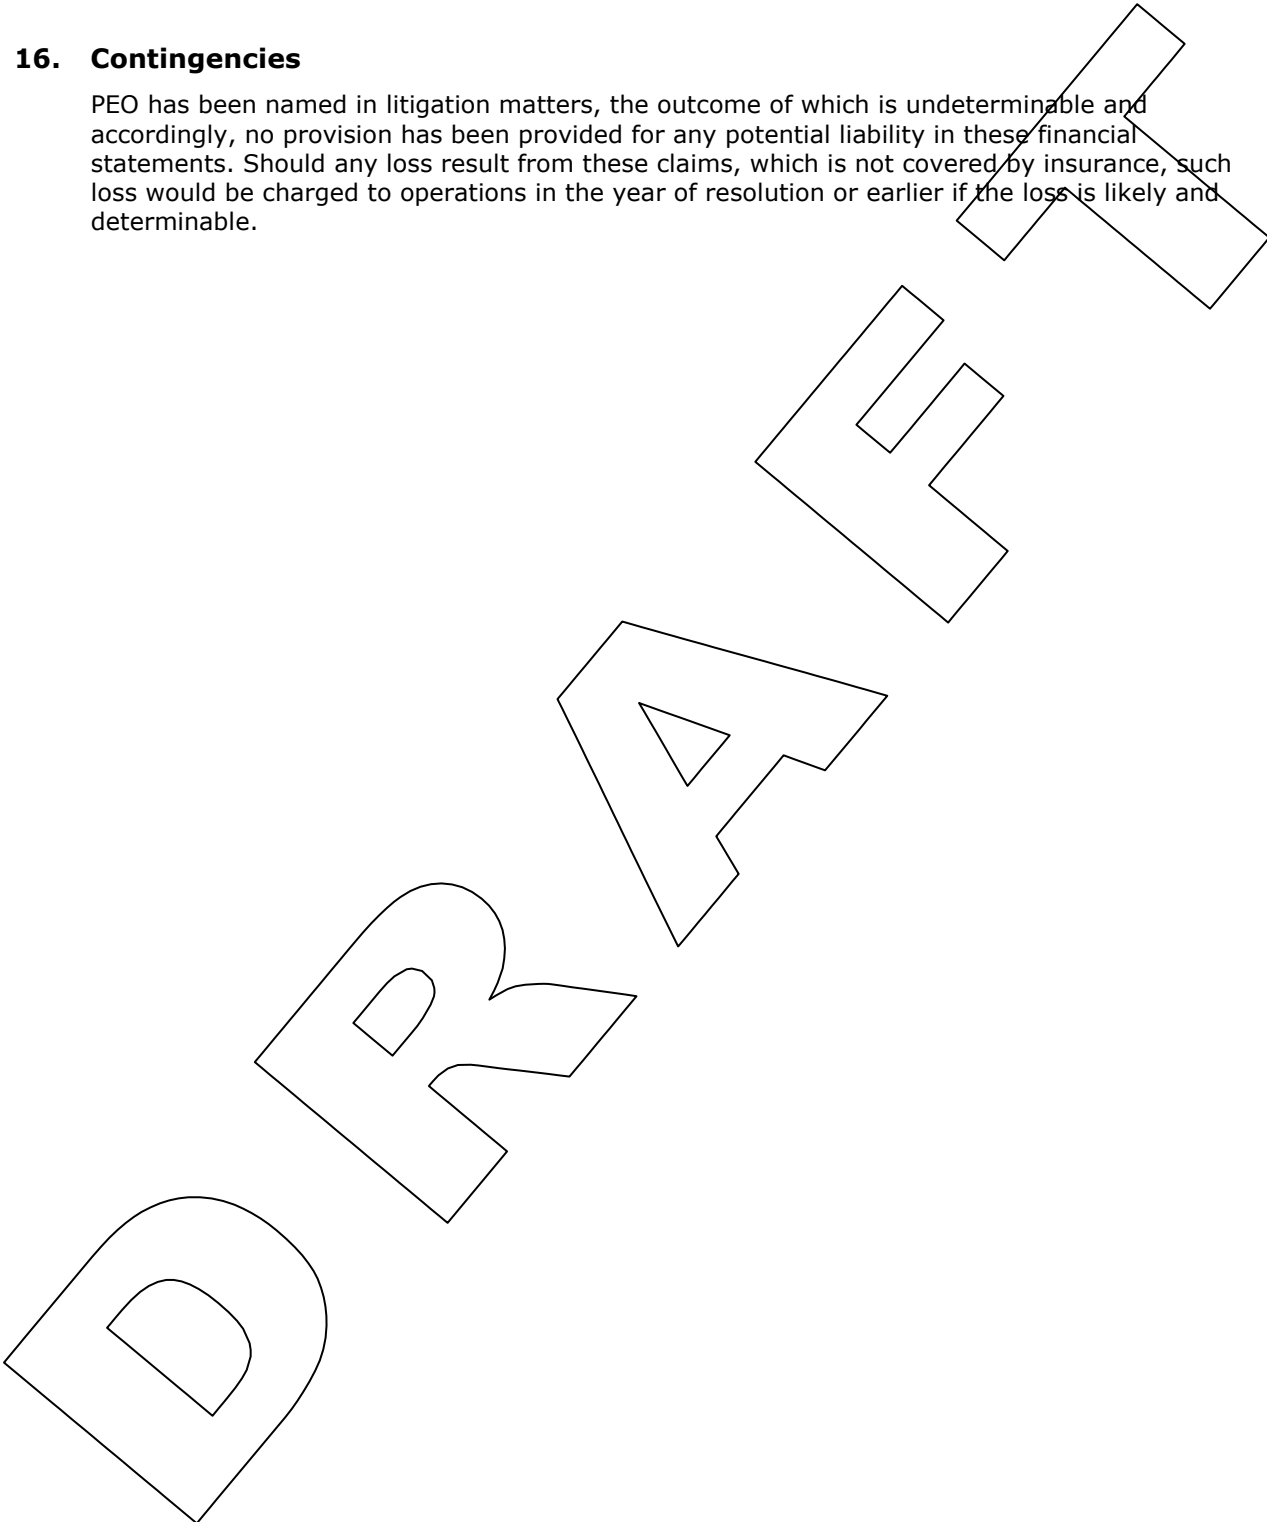 16. Contingencies
PEO has been named in litigation matters, the outcome of which is undeterminable and
accordingly, no provision has been provided for any potential liability in these financial
statements. Should any loss result from these claims, which is not covered by insurance, such
loss would be charged to operations in the year of resolution or earlier if the loss is likely and
determinable.
DRAFT